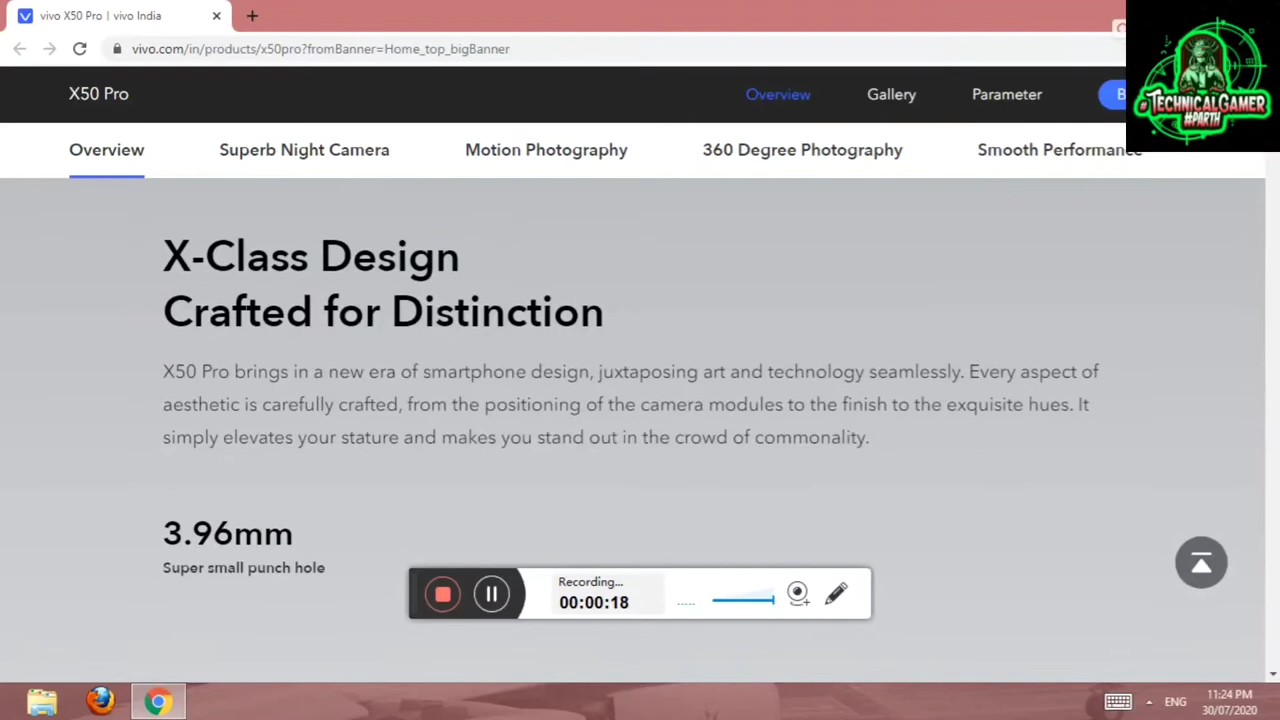 vivo X50 Pro | vivo India
vivo.com/in/products/x50pro?fromBanner=Home_top_bigBanner
#TECHNICALGAMER
#PARTH
X50 Pro
Overview
Gallery
Parameter
B
Overview
Superb Night Camera
Motion Photography
360 Degree Photography
Smooth Performance
X-Class Design
Crafted for Distinction
X50 Pro brings in a new era of smartphone design, juxtaposing art and technology seamlessly. Every aspect of
aesthetic is carefully crafted, from the positioning of the camera modules to the finish to the exquisite hues. It
simply elevates your stature and makes you stand out in the crowd of commonality.
3.96mm
Super small punch hole
Recording...
00:00:18
ENG
11:24 PM
30/07/2020